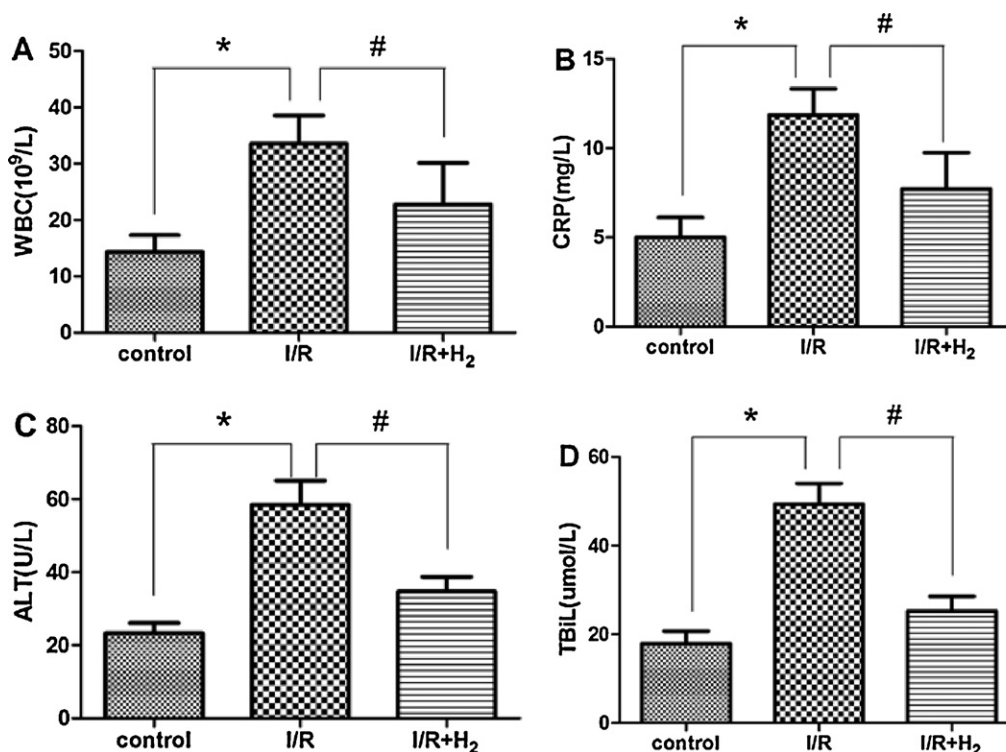 A
WBC(10⁹/L)
50
40
30
20
10
0
*
#
control
I/R
I/R+H₂
B
CRP(mg/L)
15
10
5
0
*
#
control
I/R
I/R+H₂
C
ALT(U/L)
80
60
40
20
0
*
#
control
I/R
I/R+H₂
D
TBiL(umol/L)
60
40
20
0
*
#
control
I/R
I/R+H₂